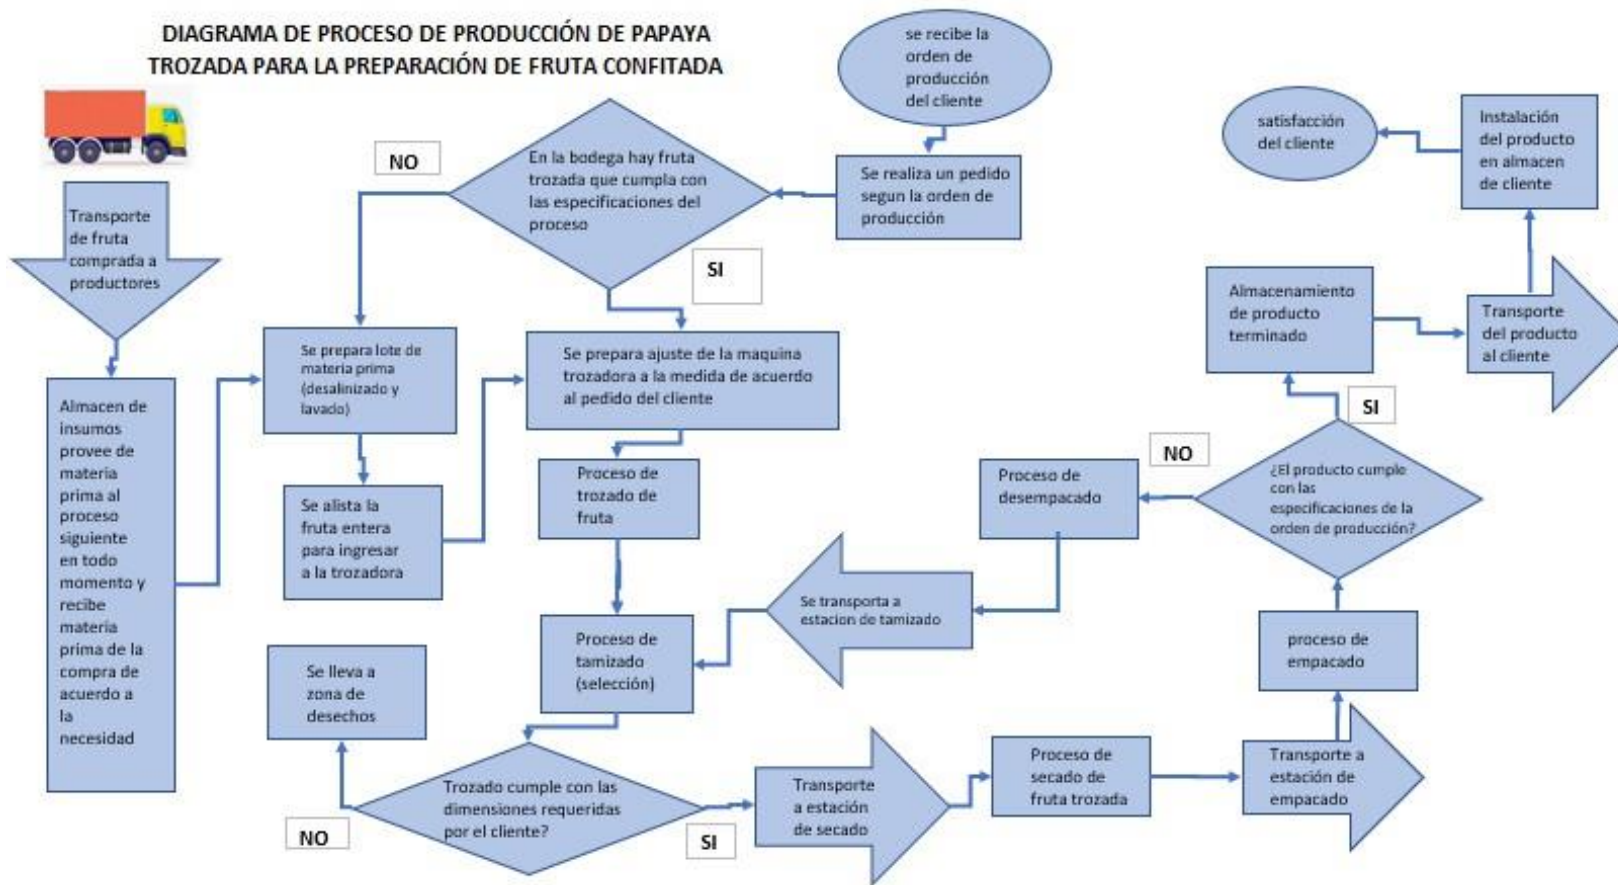 DIAGRAMA DE PROCESO DE PRODUCCIÓN DE PAPAYA
TROZADA PARA LA PREPARACIÓN DE FRUTA CONFITADA
se recibe la
orden de
producción
del cliente
Se realiza un pedido
segun la orden de
producción
En la bodega hay fruta
trozada que cumpla con
las especificaciones del
proceso
NO
SI
Transporte
de fruta
comprada a
productores
Almacen de
insumos
provee de
materia
prima al
proceso
siguiente
en todo
momento y
recibe
materia
prima de la
compra de
acuerdo a
la
necesidad
Se prepara lote de
materia prima
(desalinizado y
lavado)
Se alista la
fruta entera
para ingresar
a la trozadora
Se prepara ajuste de la maquina
trozadora a la medida de acuerdo
al pedido del cliente
Proceso de
trozado de
fruta
Proceso de
tamizado
(selección)
Trozado cumple con las
dimensiones requeridas
por el cliente?
NO
SI
Se lleva a
zona de
desechos
Transporte
a estación
de secado
Proceso de
secado de
fruta trozada
Transporte a
estación de
empacado
proceso de
empacado
¿El producto cumple
con las
especificaciones de la
orden de producción?
NO
SI
Proceso de
desempacado
Se transporta a
estacion de tamizado
Almacenamiento
de producto
terminado
Transporte
del producto
al cliente
Instalación
del producto
en almacen
de cliente
satisfacción
del cliente